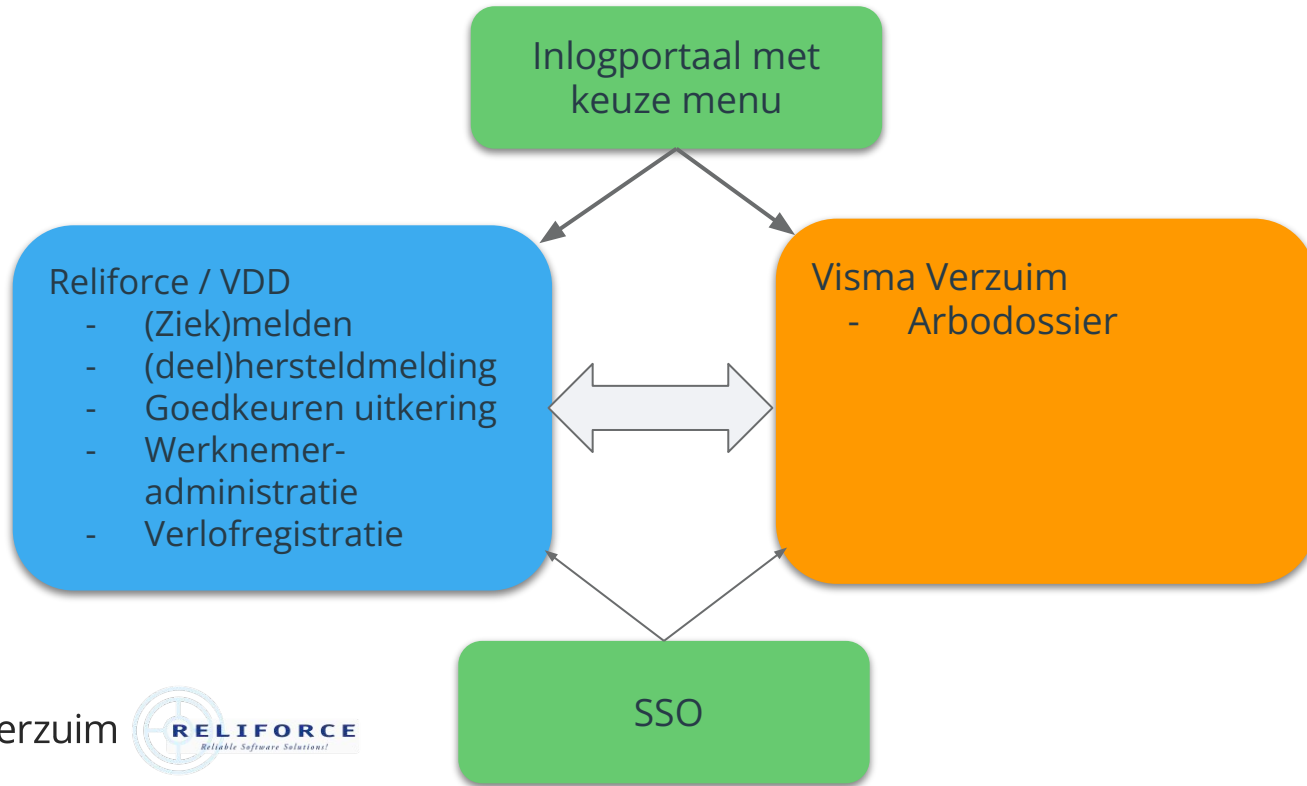 Inlogportaal met
keuze menu
Reliforce / VDD
- (Ziek)melden
- (deel)hersteldmelding
- Goedkeuren uitkering
- Werknemer-
administratie
- Verlofregistratie
Visma Verzuim
- Arbodossier
SSO
erzuim
RELIFORCE
Reliable Software Solutions!